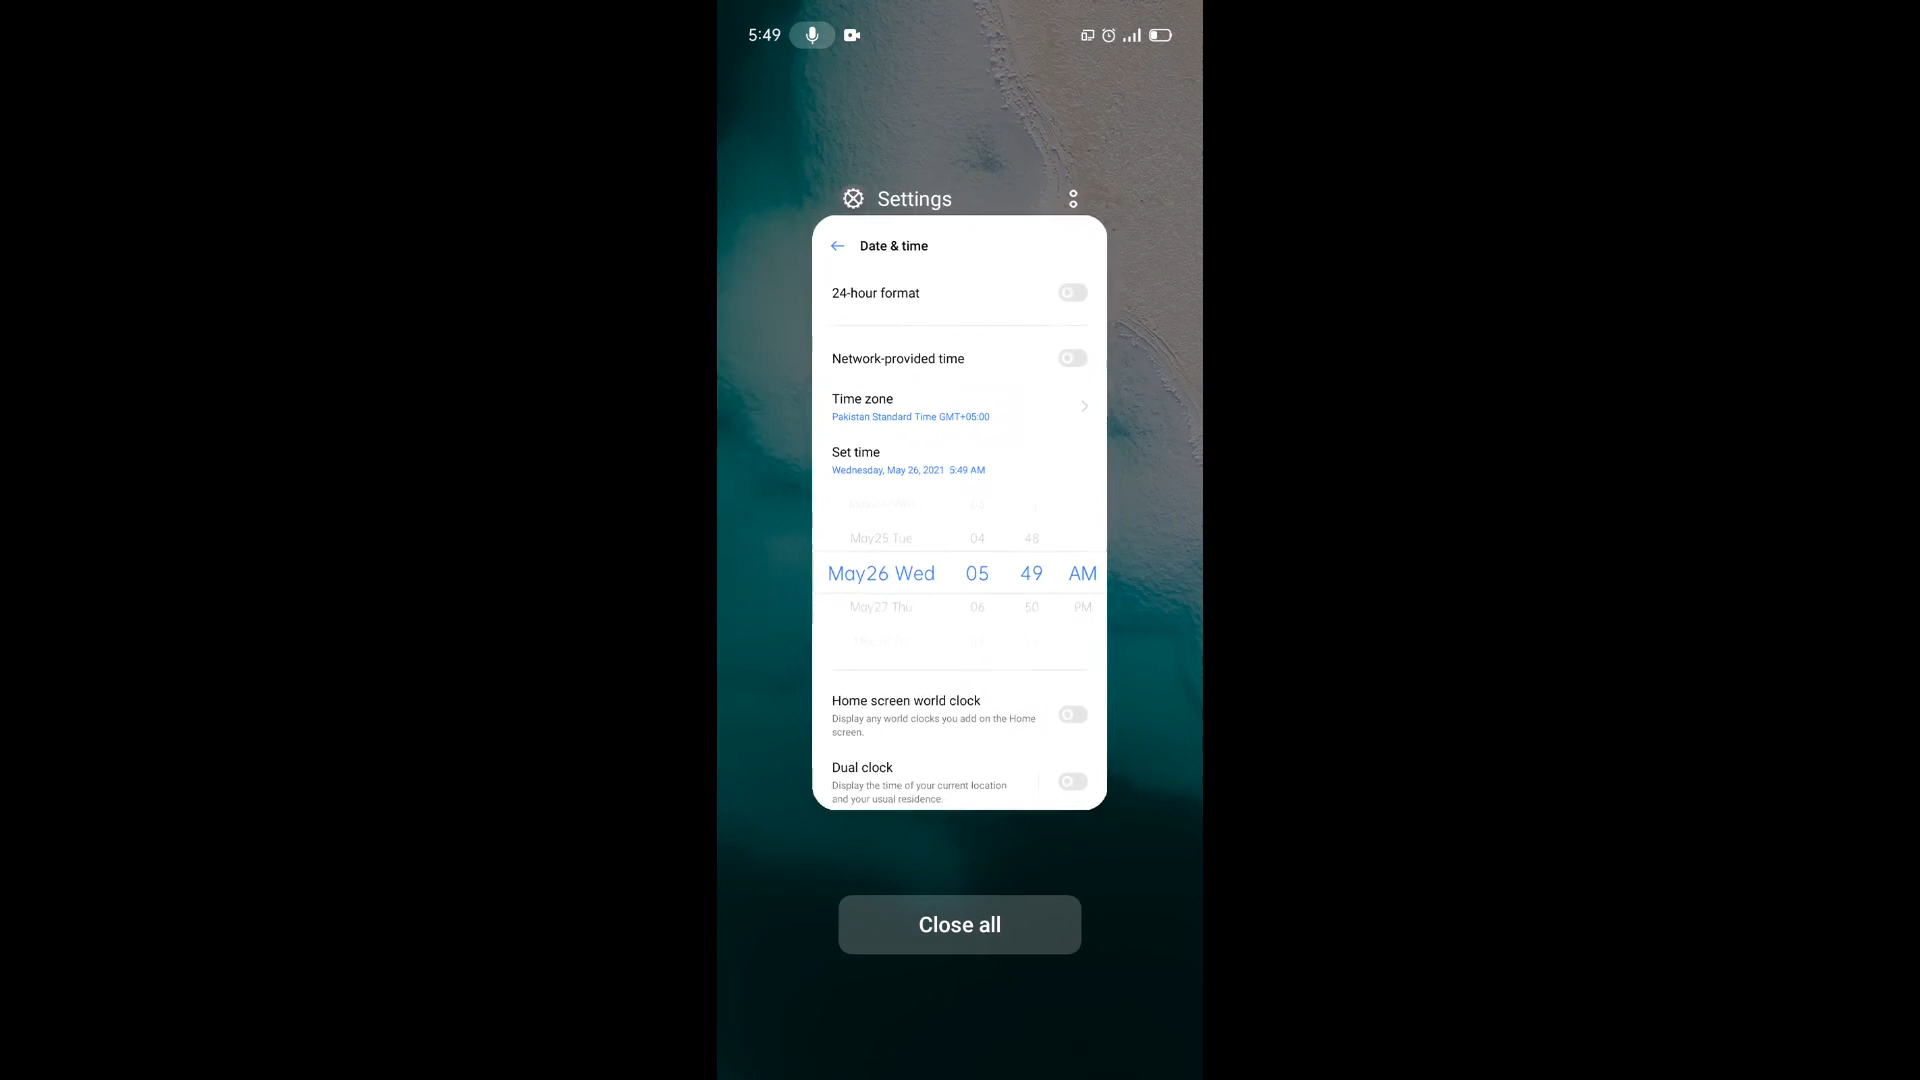 5:49
Settings
Date & time
24-hour format
Network-provided time
Time zone
Pakistan Standard Time GMT+05:00
Set time
Wednesday, May 26, 2021 5:49 AM
03
May25 Tue 04 48
May26 Wed 05 49 AM
May27 Thu 06 50 PM
Home screen world clock
Display any world clocks you add on the Home
screen.
Dual clock
Display the time of your current location
and your usual residence.
Close all